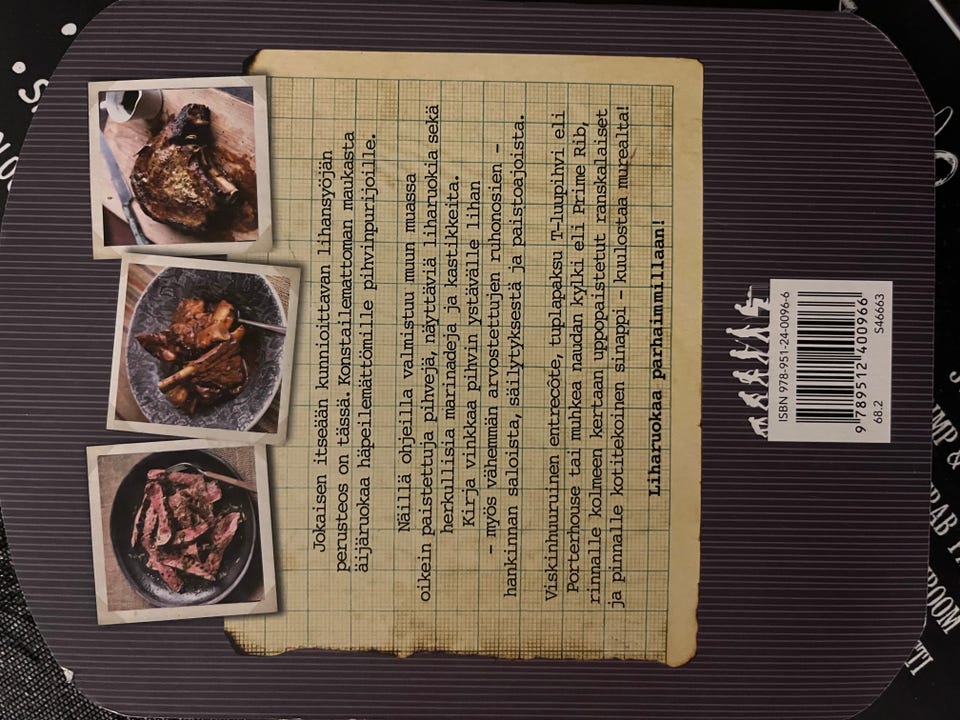 Jokaisen itseään kunnioittavan lihansyöjän
perusteos on tässä. Konstailemattoman maukasta
äijäruokaa häpeilemättömille pihvinpurijoille.
Näillä ohjeilla valmistuu muun muassa
oikein paistettuja pihvejä, näyttäviä liharuokia sekä
herkullisia marinadeja ja kastikkeita.
Kirja vinkkaa pihvin ystävälle lihan
– myös vähemmän arvostettujen ruhonosien –
hankinnan saloista, säilytyksestä ja paistoajoista.
Viskinhuuruinen entrecôte, tuplapaksu T-luupihvi eli
Porterhouse tai muhkea naudan kylki eli Prime Rib,
rinnalle kolmeen kertaan uppopaistetut ranskalaiset
ja pinnalle kotitekoinen sinappi – kuulostaa murealta!
Liharuokaa parhaimmillaan!
ISBN 978-951-24-0096-6
9 789512 400966
68.2 546663